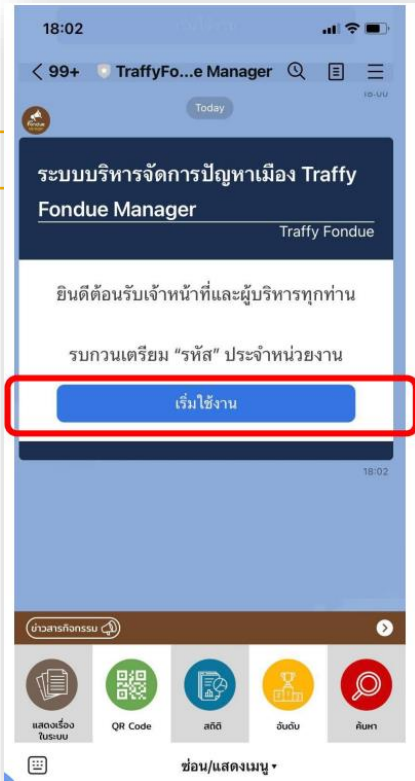 18:02
99+
TraffyFo...e Manager
Today
18:00
ระบบบริหารจัดการปัญหาเมือง Traffy
Fondue Manager
Traffy Fondue
ยินดีต้อนรับเจ้าหน้าที่และผู้บริหารทุกท่าน
รบกวนเตรียม “รหัส” ประจำหน่วยงาน
เริ่มใช้งาน
18:02
ข่าวสารกิจกรรม
แสดงเรื่อง
ในระบบ
QR Code
สถิติ
อันดับ
ค้นหา
ซ่อน/แสดงเมนู